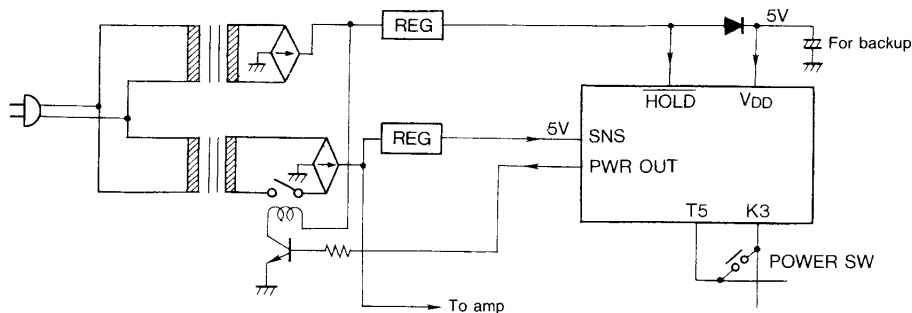 REG
5V
For backup
HOLD
VDD
REG
5V
SNS
PWR OUT
T5
K3
POWER SW
To amp